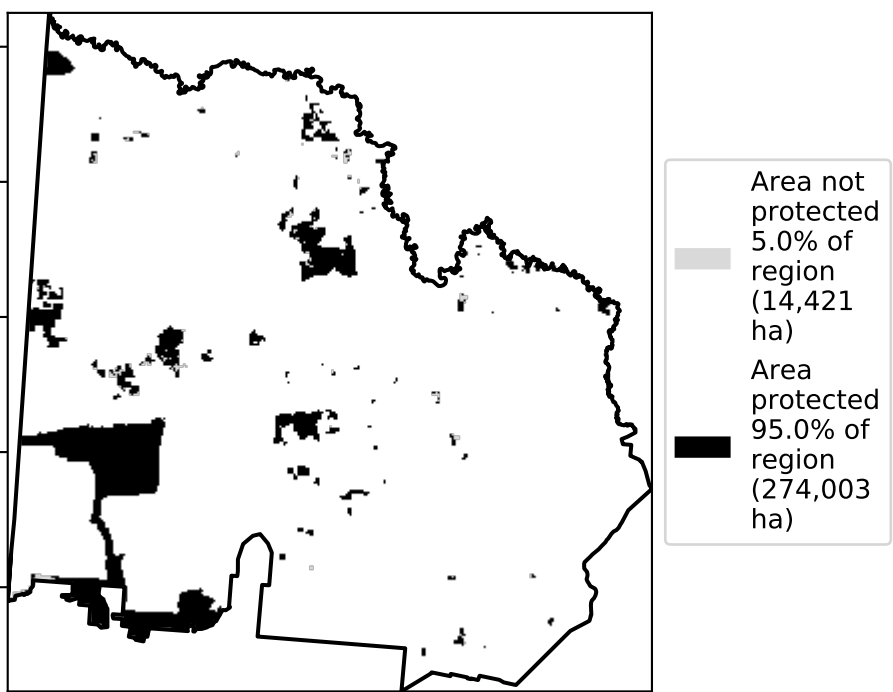 Area not
protected
5.0% of
region
(14,421
ha)
Area
protected
95.0% of
region
(274,003
ha)